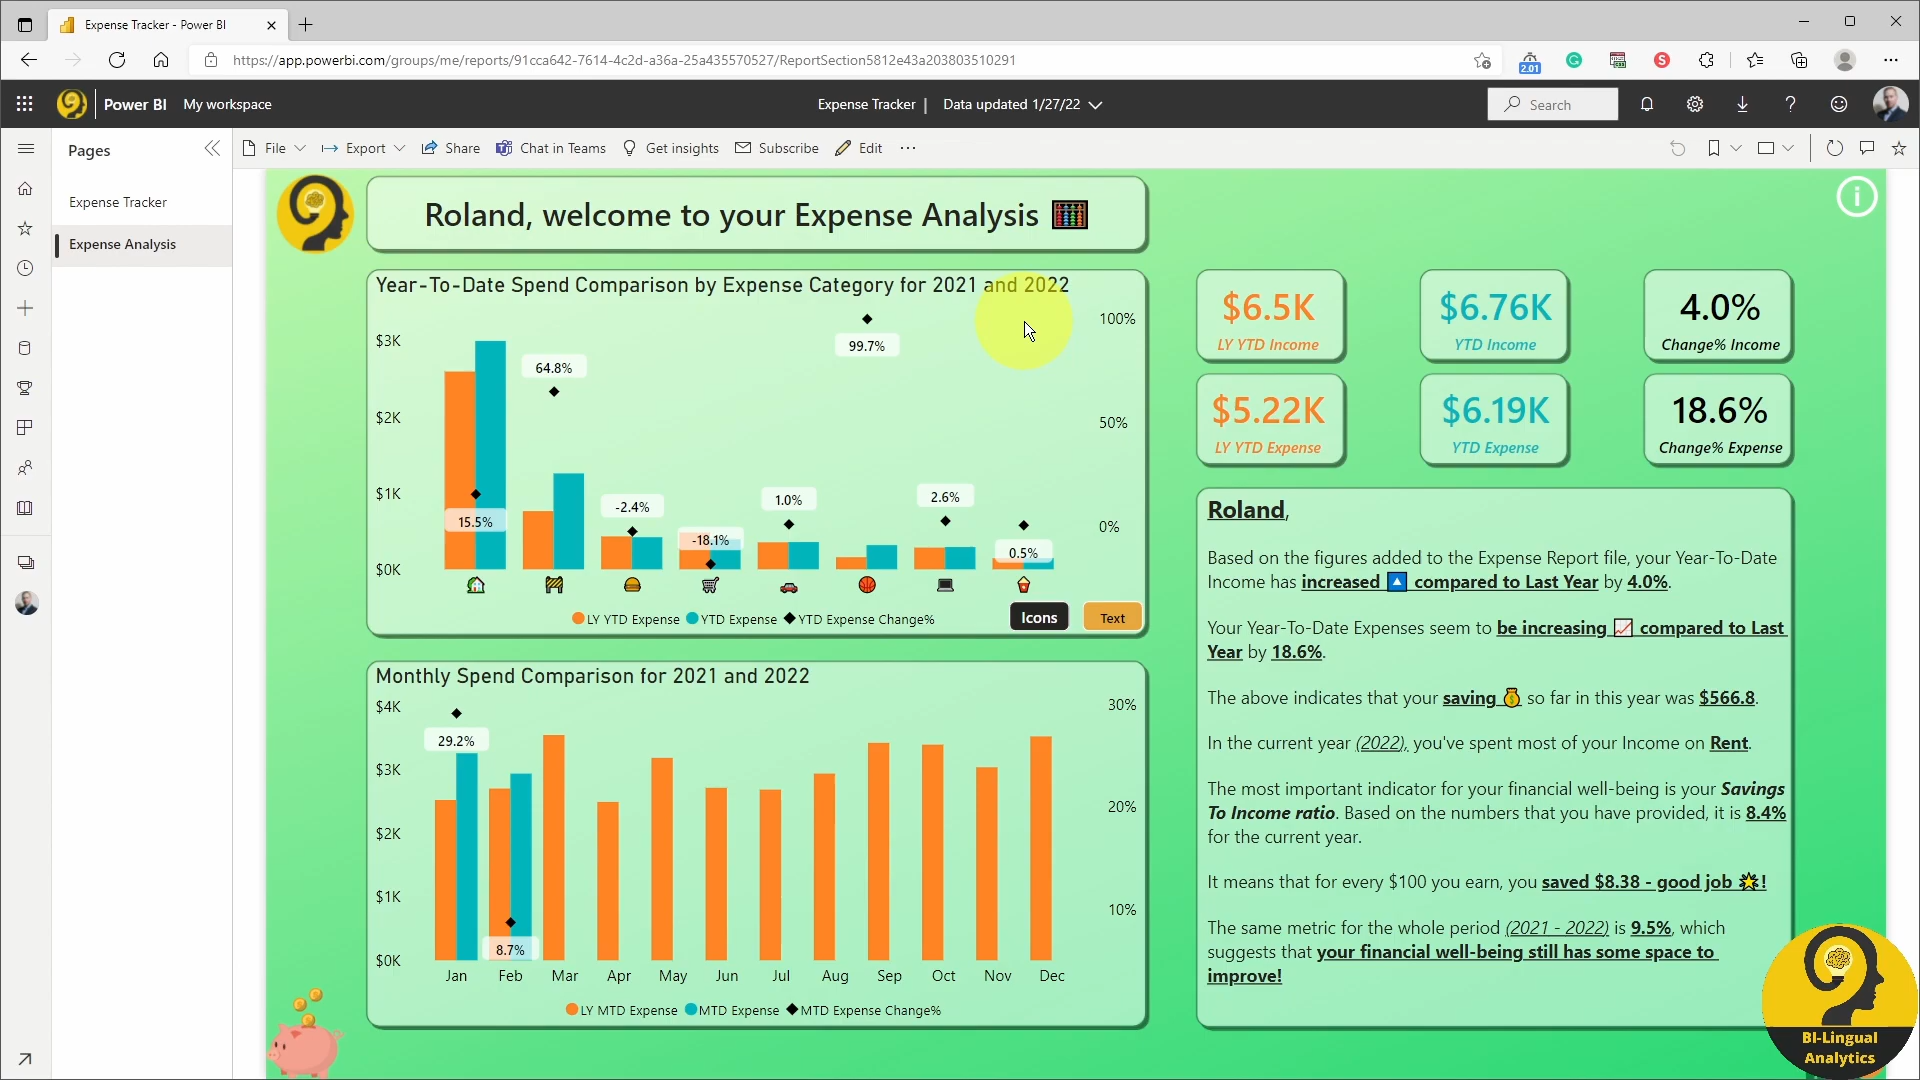 Expense Tracker - Power BI
https://app.powerbi.com/groups/me/reports/91cca642-7614-4c2d-a36a-25a435570527/ReportSection5812e43a203803510291
2.01
S
Power BI My workspace
Expense Tracker | Data updated 1/27/22
Search
Pages
File Export Share Chat in Teams Get insights Subscribe Edit
Expense Tracker
Expense Analysis
Roland, welcome to your Expense Analysis
Year-To-Date Spend Comparison by Expense Category for 2021 and 2022
$3K
$2K
$1K
$0K
100%
50%
0%
15.5%
64.8%
-2.4%
-18.1%
1.0%
99.7%
2.6%
0.5%
LY YTD Expense YTD Expense YTD Expense Change%
Icons
Text
Monthly Spend Comparison for 2021 and 2022
$4K
$3K
$2K
$1K
$0K
30%
20%
10%
29.2%
8.7%
Jan Feb Mar Apr May Jun Jul Aug Sep Oct Nov Dec
LY MTD Expense MTD Expense MTD Expense Change%
$6.5K
LY YTD Income
$6.76K
YTD Income
4.0%
Change% Income
$5.22K
LY YTD Expense
$6.19K
YTD Expense
18.6%
Change% Expense
Roland,
Based on the figures added to the Expense Report file, your Year-To-Date
Income has increased compared to Last Year by 4.0%.
Your Year-To-Date Expenses seem to be increasing compared to Last
Year by 18.6%.
The above indicates that your saving so far in this year was $566.8.
In the current year (2022), you've spent most of your Income on Rent.
The most important indicator for your financial well-being is your Savings
To Income ratio. Based on the numbers that you have provided, it is 8.4%
for the current year.
It means that for every $100 you earn, you saved $8.38 - good job !
The same metric for the whole period (2021 - 2022) is 9.5%, which
suggests that your financial well-being still has some space to
improve!
BI-Lingual
Analytics